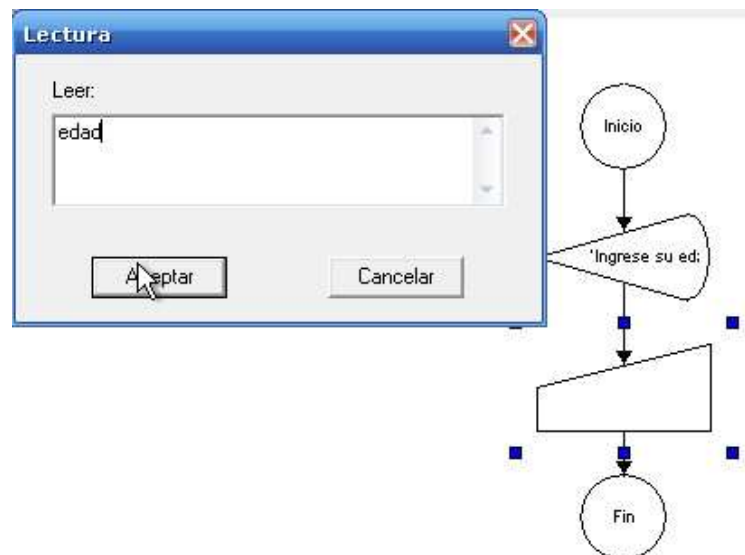 Lectura
Leer:
edad
Aceptar
Cancelar
Inicio
'Ingrese su ed:
Fin